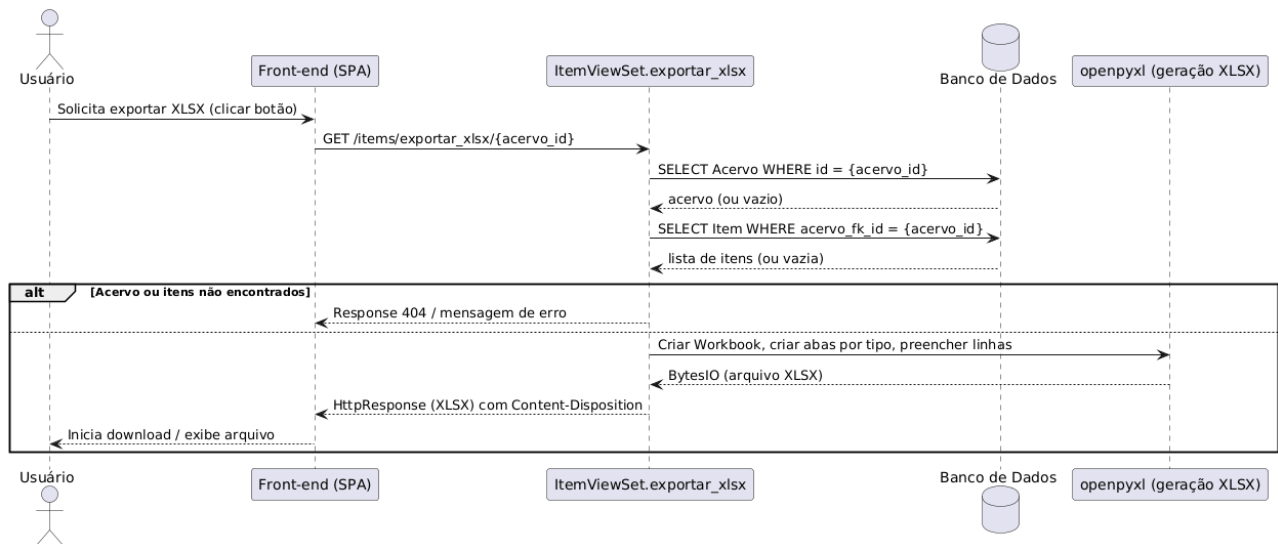 Usuário
Front-end (SPA)
ItemViewSet.exportar_xlsx
Banco de Dados
openpyxl (geração XLSX)
Solicita exportar XLSX (clicar botão)
GET /items/exportar_xlsx/{acervo_id}
SELECT Acervo WHERE id = {acervo_id}
acervo (ou vazio)
SELECT Item WHERE acervo_fk_id = {acervo_id}
lista de itens (ou vazia)
alt
[Acervo ou itens não encontrados]
Response 404 / mensagem de erro
Criar Workbook, criar abas por tipo, preencher linhas
BytesIO (arquivo XLSX)
HttpResponse (XLSX) com Content-Disposition
Inicia download / exibe arquivo
Usuário
Front-end (SPA)
ItemViewSet.exportar_xlsx
Banco de Dados
openpyxl (geração XLSX)